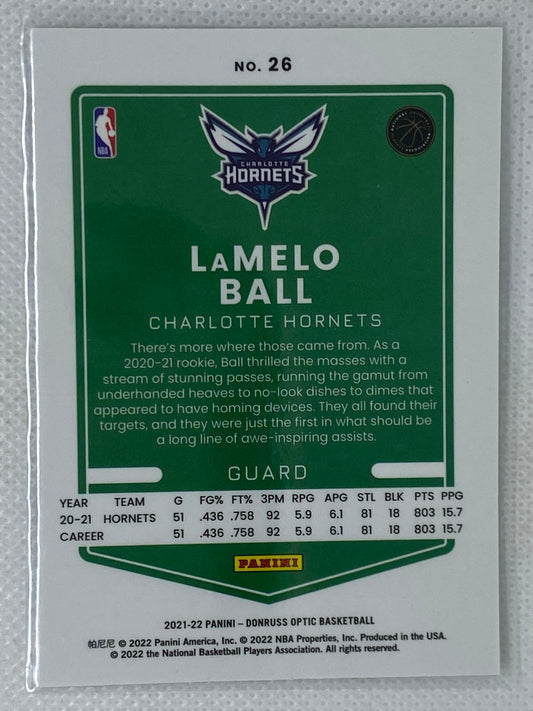 NO. 26
NBA
CHARLOTTE
HORNETS
LaMELO
BALL
CHARLOTTE HORNETS
There's more where those came from. As a
2020-21 rookie, Ball thrilled the masses with a
stream of stunning passes, running the gamut from
underhanded heaves to no-look dishes to dimes that
appeared to have homing devices. They all found their
targets, and they were just the first in what should be
a long line of awe-inspiring assists.
GUARD
YEAR TEAM G FG% FT% 3PM RPG APG STL BLK PTS PPG
20-21 HORNETS 51 .436 .758 92 5.9 6.1 81 18 803 15.7
CAREER 51 .436 .758 92 5.9 6.1 81 18 803 15.7
PANINI
2021-22 PANINI – DONRUSS OPTIC BASKETBALL
帕尼尼 © 2022 Panini America, Inc. © 2022 NBA Properties, Inc. Produced in the USA.
© 2022 the National Basketball Players Association. All rights reserved.